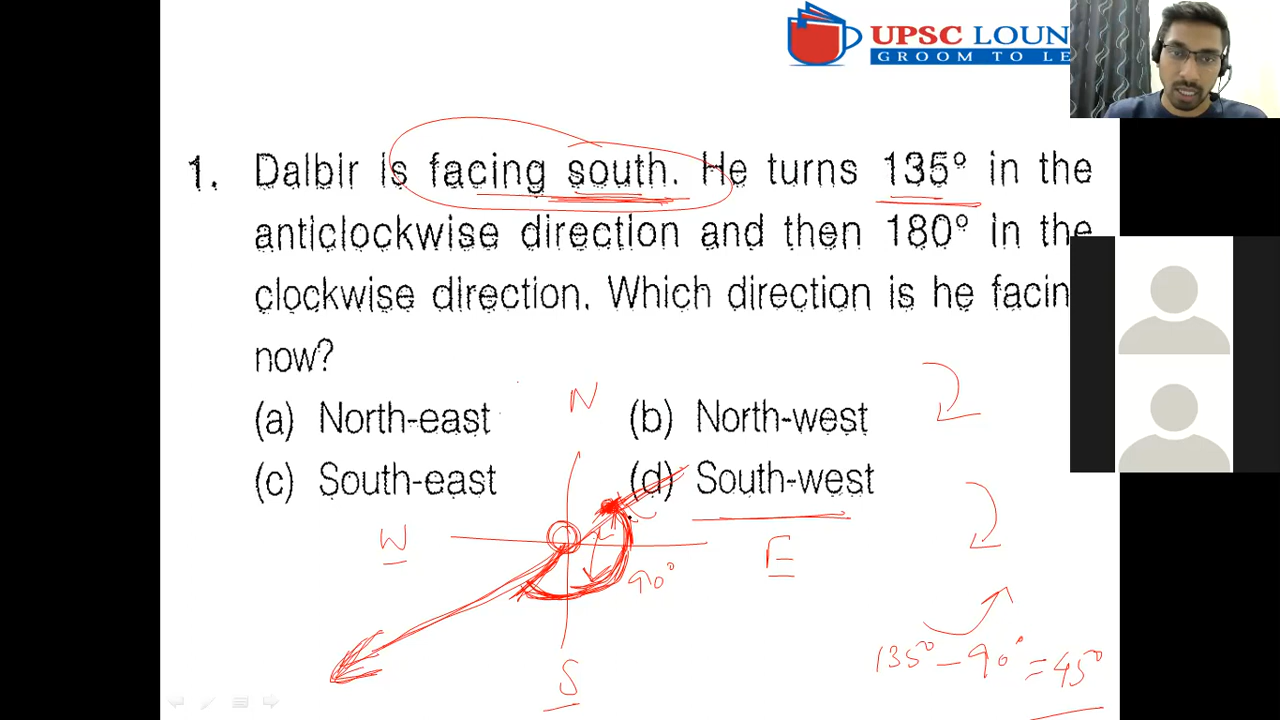 UPSC LOUN
GROOM TO LE
1. Dalbir is facing south. He turns 135° in the
anticlockwise direction and then 180° in the
clockwise direction. Which direction is he facin
now?
(a) North-east (b) North-west
(c) South-east (d) South-west
N
W E
90°
S
135° - 90° = 45°